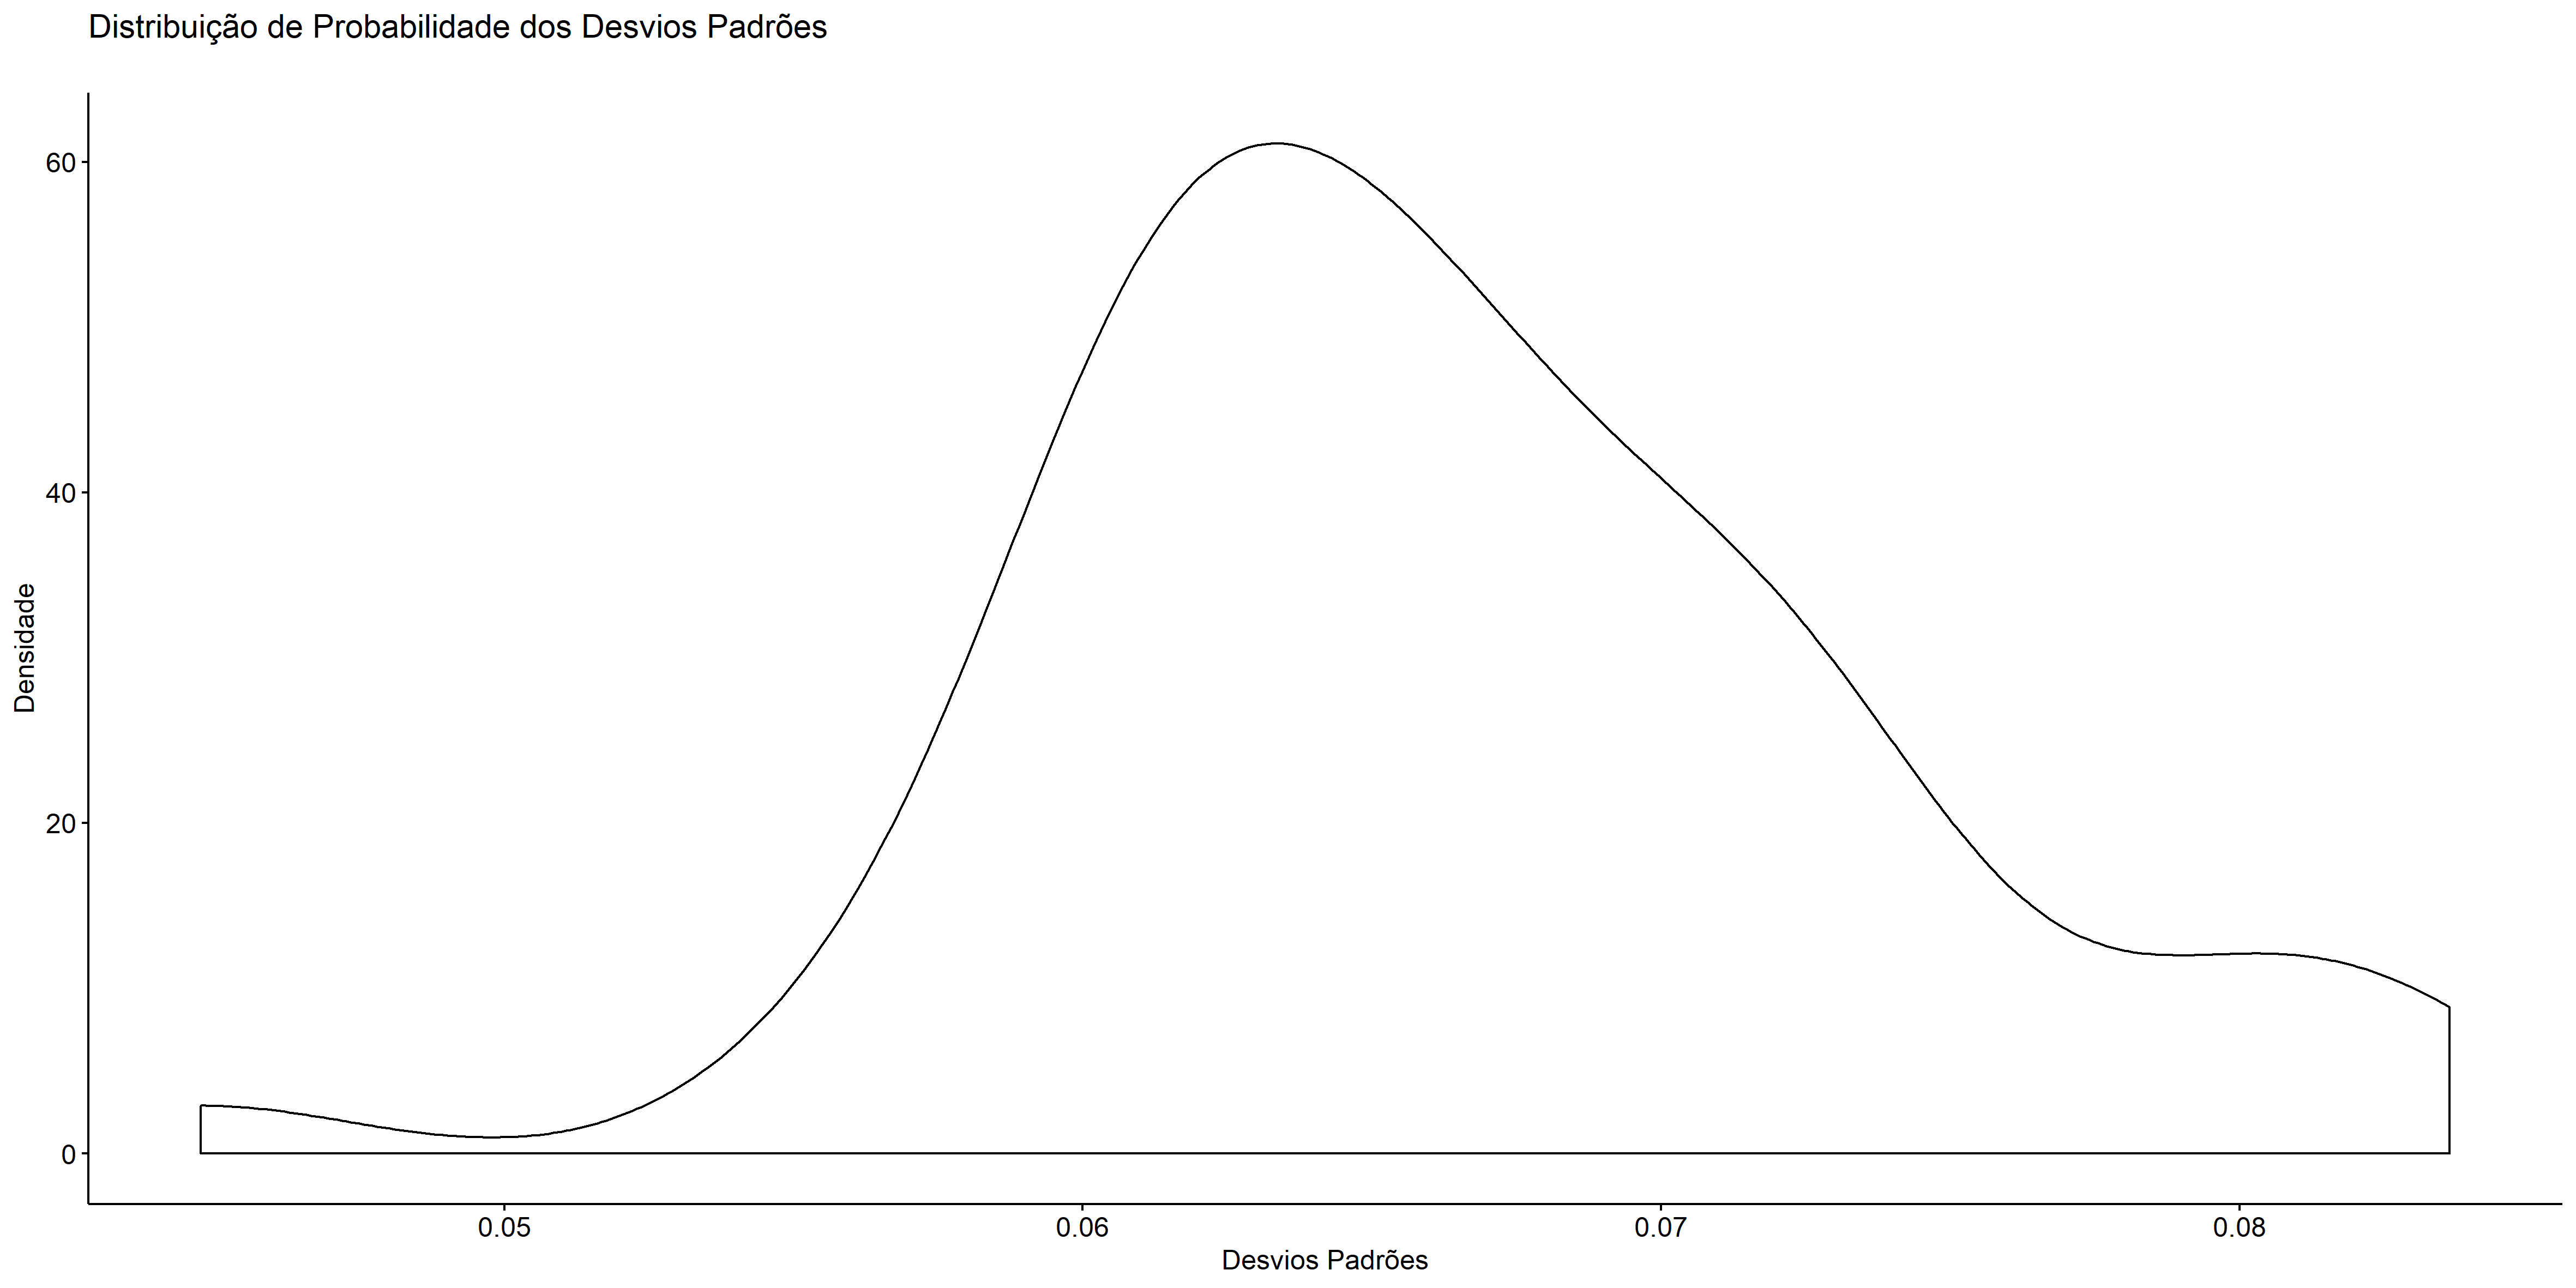 Distribuição de Probabilidade dos Desvios Padrões
60
40
20
0
Densidade
0.05 0.06 0.07 0.08
Desvios Padrões